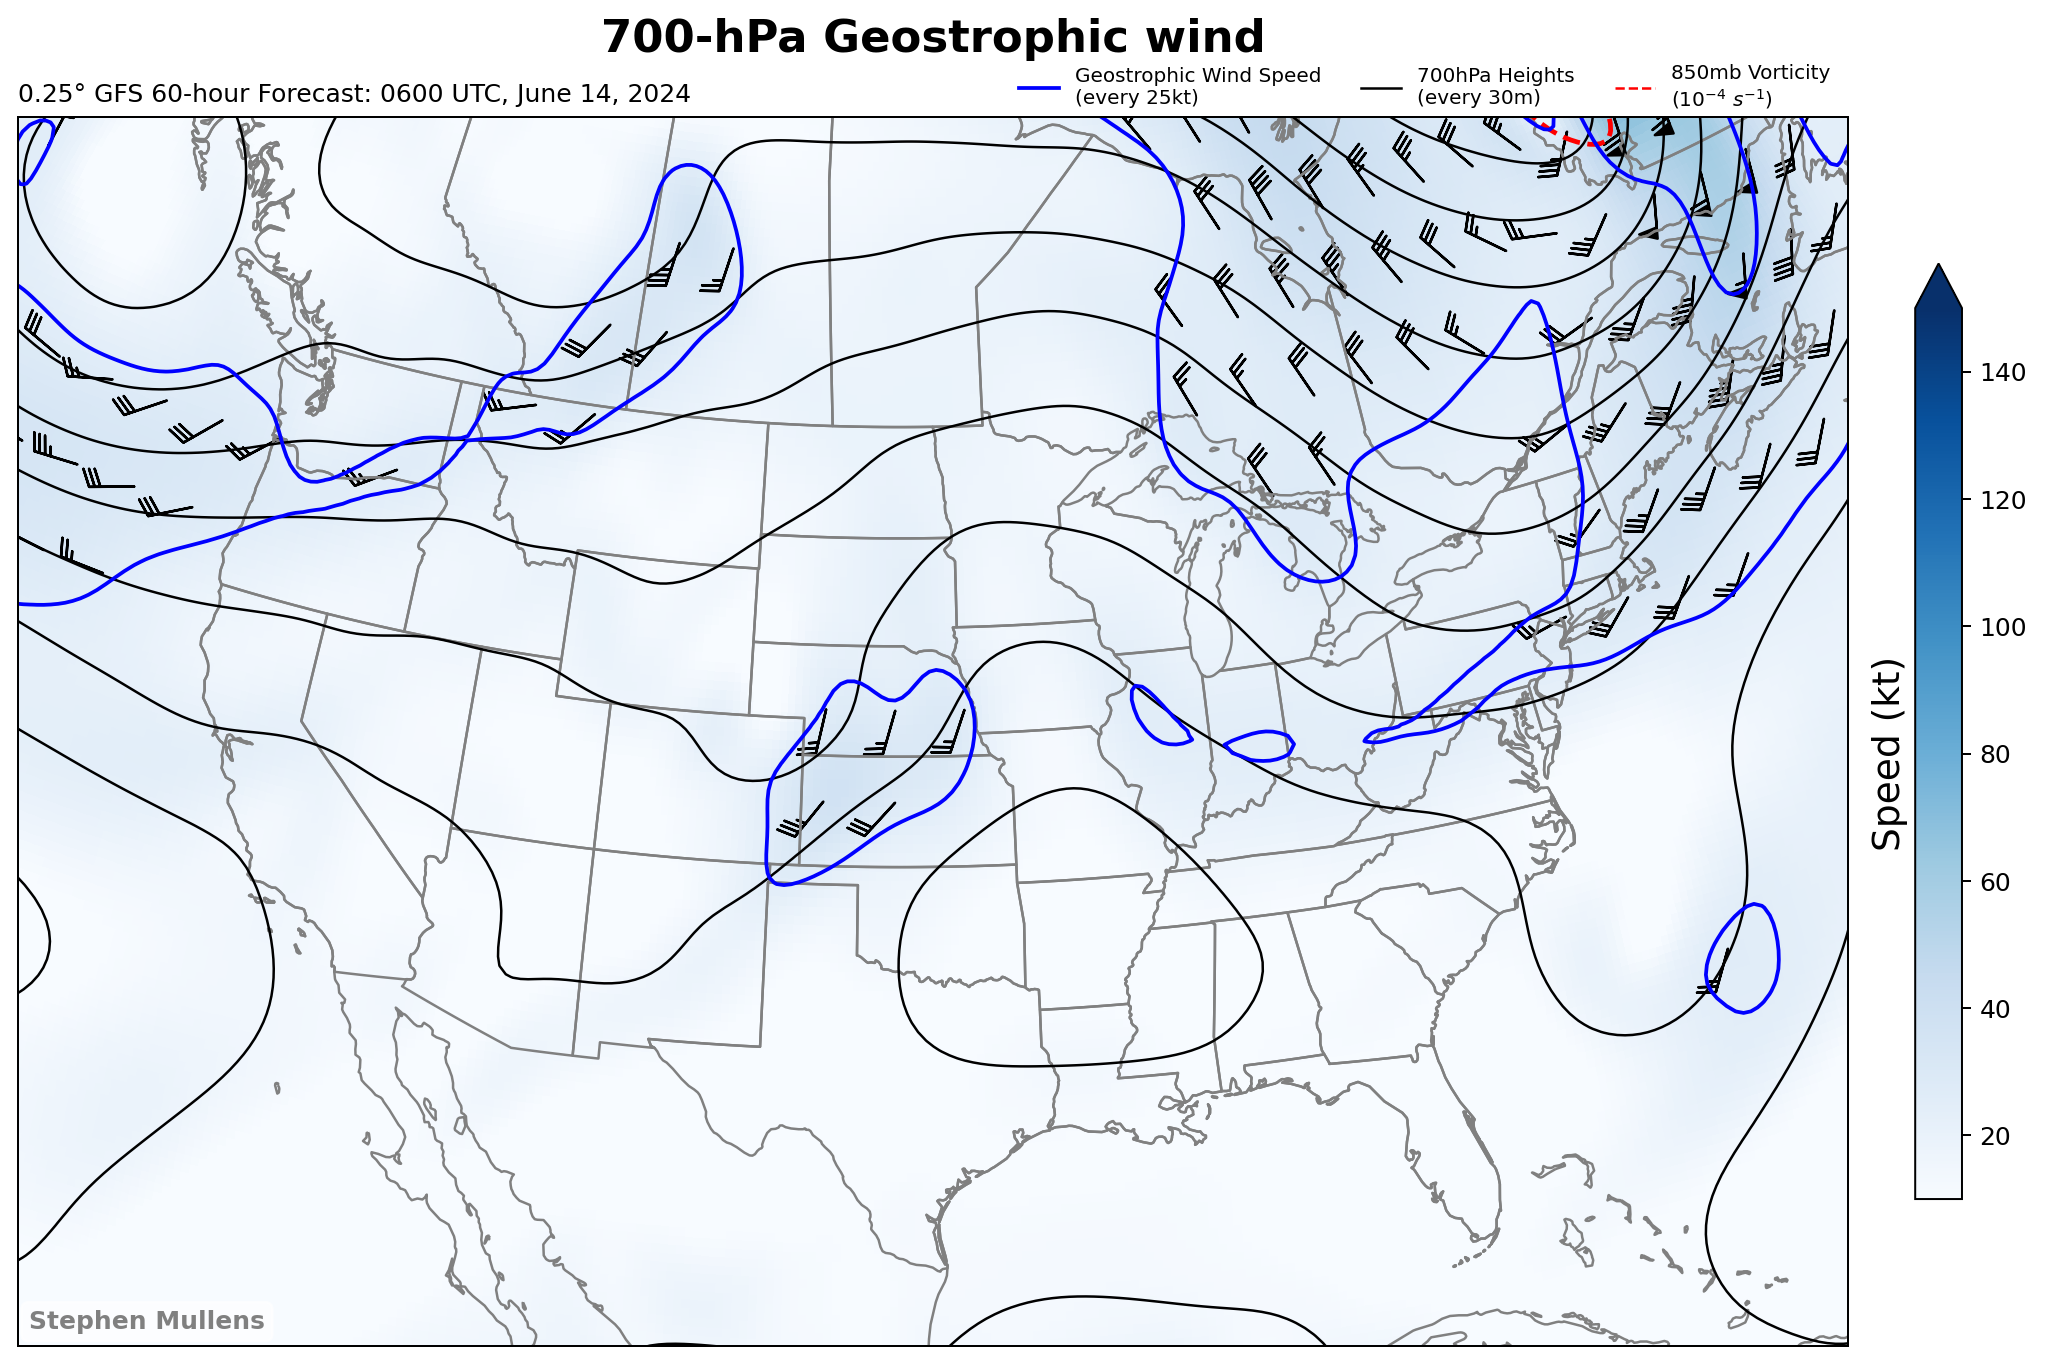 700-hPa Geostrophic wind
0.25° GFS 60-hour Forecast: 0600 UTC, June 14, 2024
Geostrophic Wind Speed
(every 25kt)
700hPa Heights
(every 30m)
850mb Vorticity
(10⁻⁴ s⁻¹)
140
120
100
80
60
40
20
Speed (kt)
Stephen Mullens